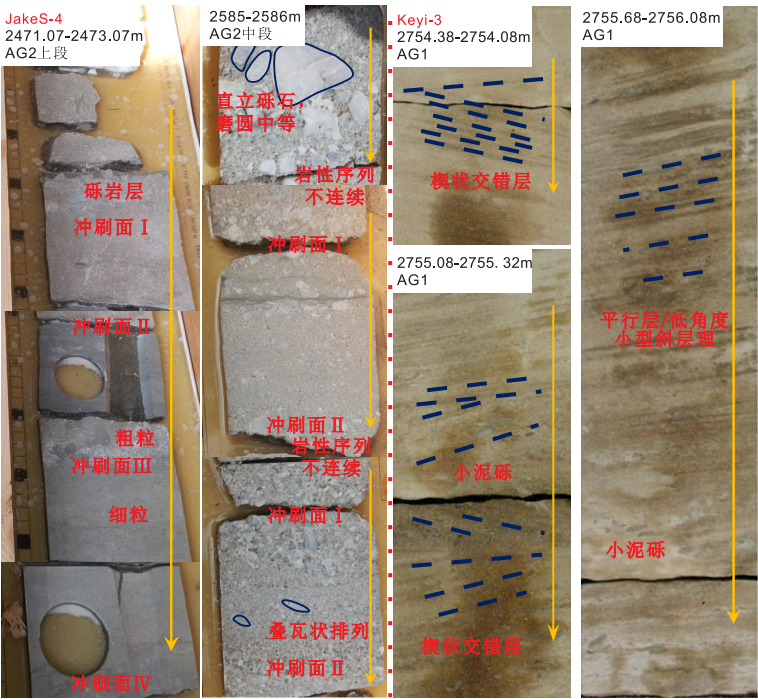 JakeS-4
2471.07-2473.07m
AG2上段
砾岩层
冲刷面Ⅰ
冲刷面Ⅱ
粗粒
冲刷面Ⅲ
细粒
冲刷面Ⅳ
2585-2586m
AG2中段
直立砾石,
磨圆中等
岩性序列
不连续
冲刷面Ⅰ
冲刷面Ⅱ
岩性序列
不连续
冲刷面Ⅰ
叠瓦状排列
冲刷面Ⅱ
Keyi-3
2754.38-2754.08m
AG1
楔状交错层
2755.08-2755. 32m
AG1
小泥砾
楔状交错层
2755.68-2756.08m
AG1
平行层/低角度
小型斜层理
小泥砾